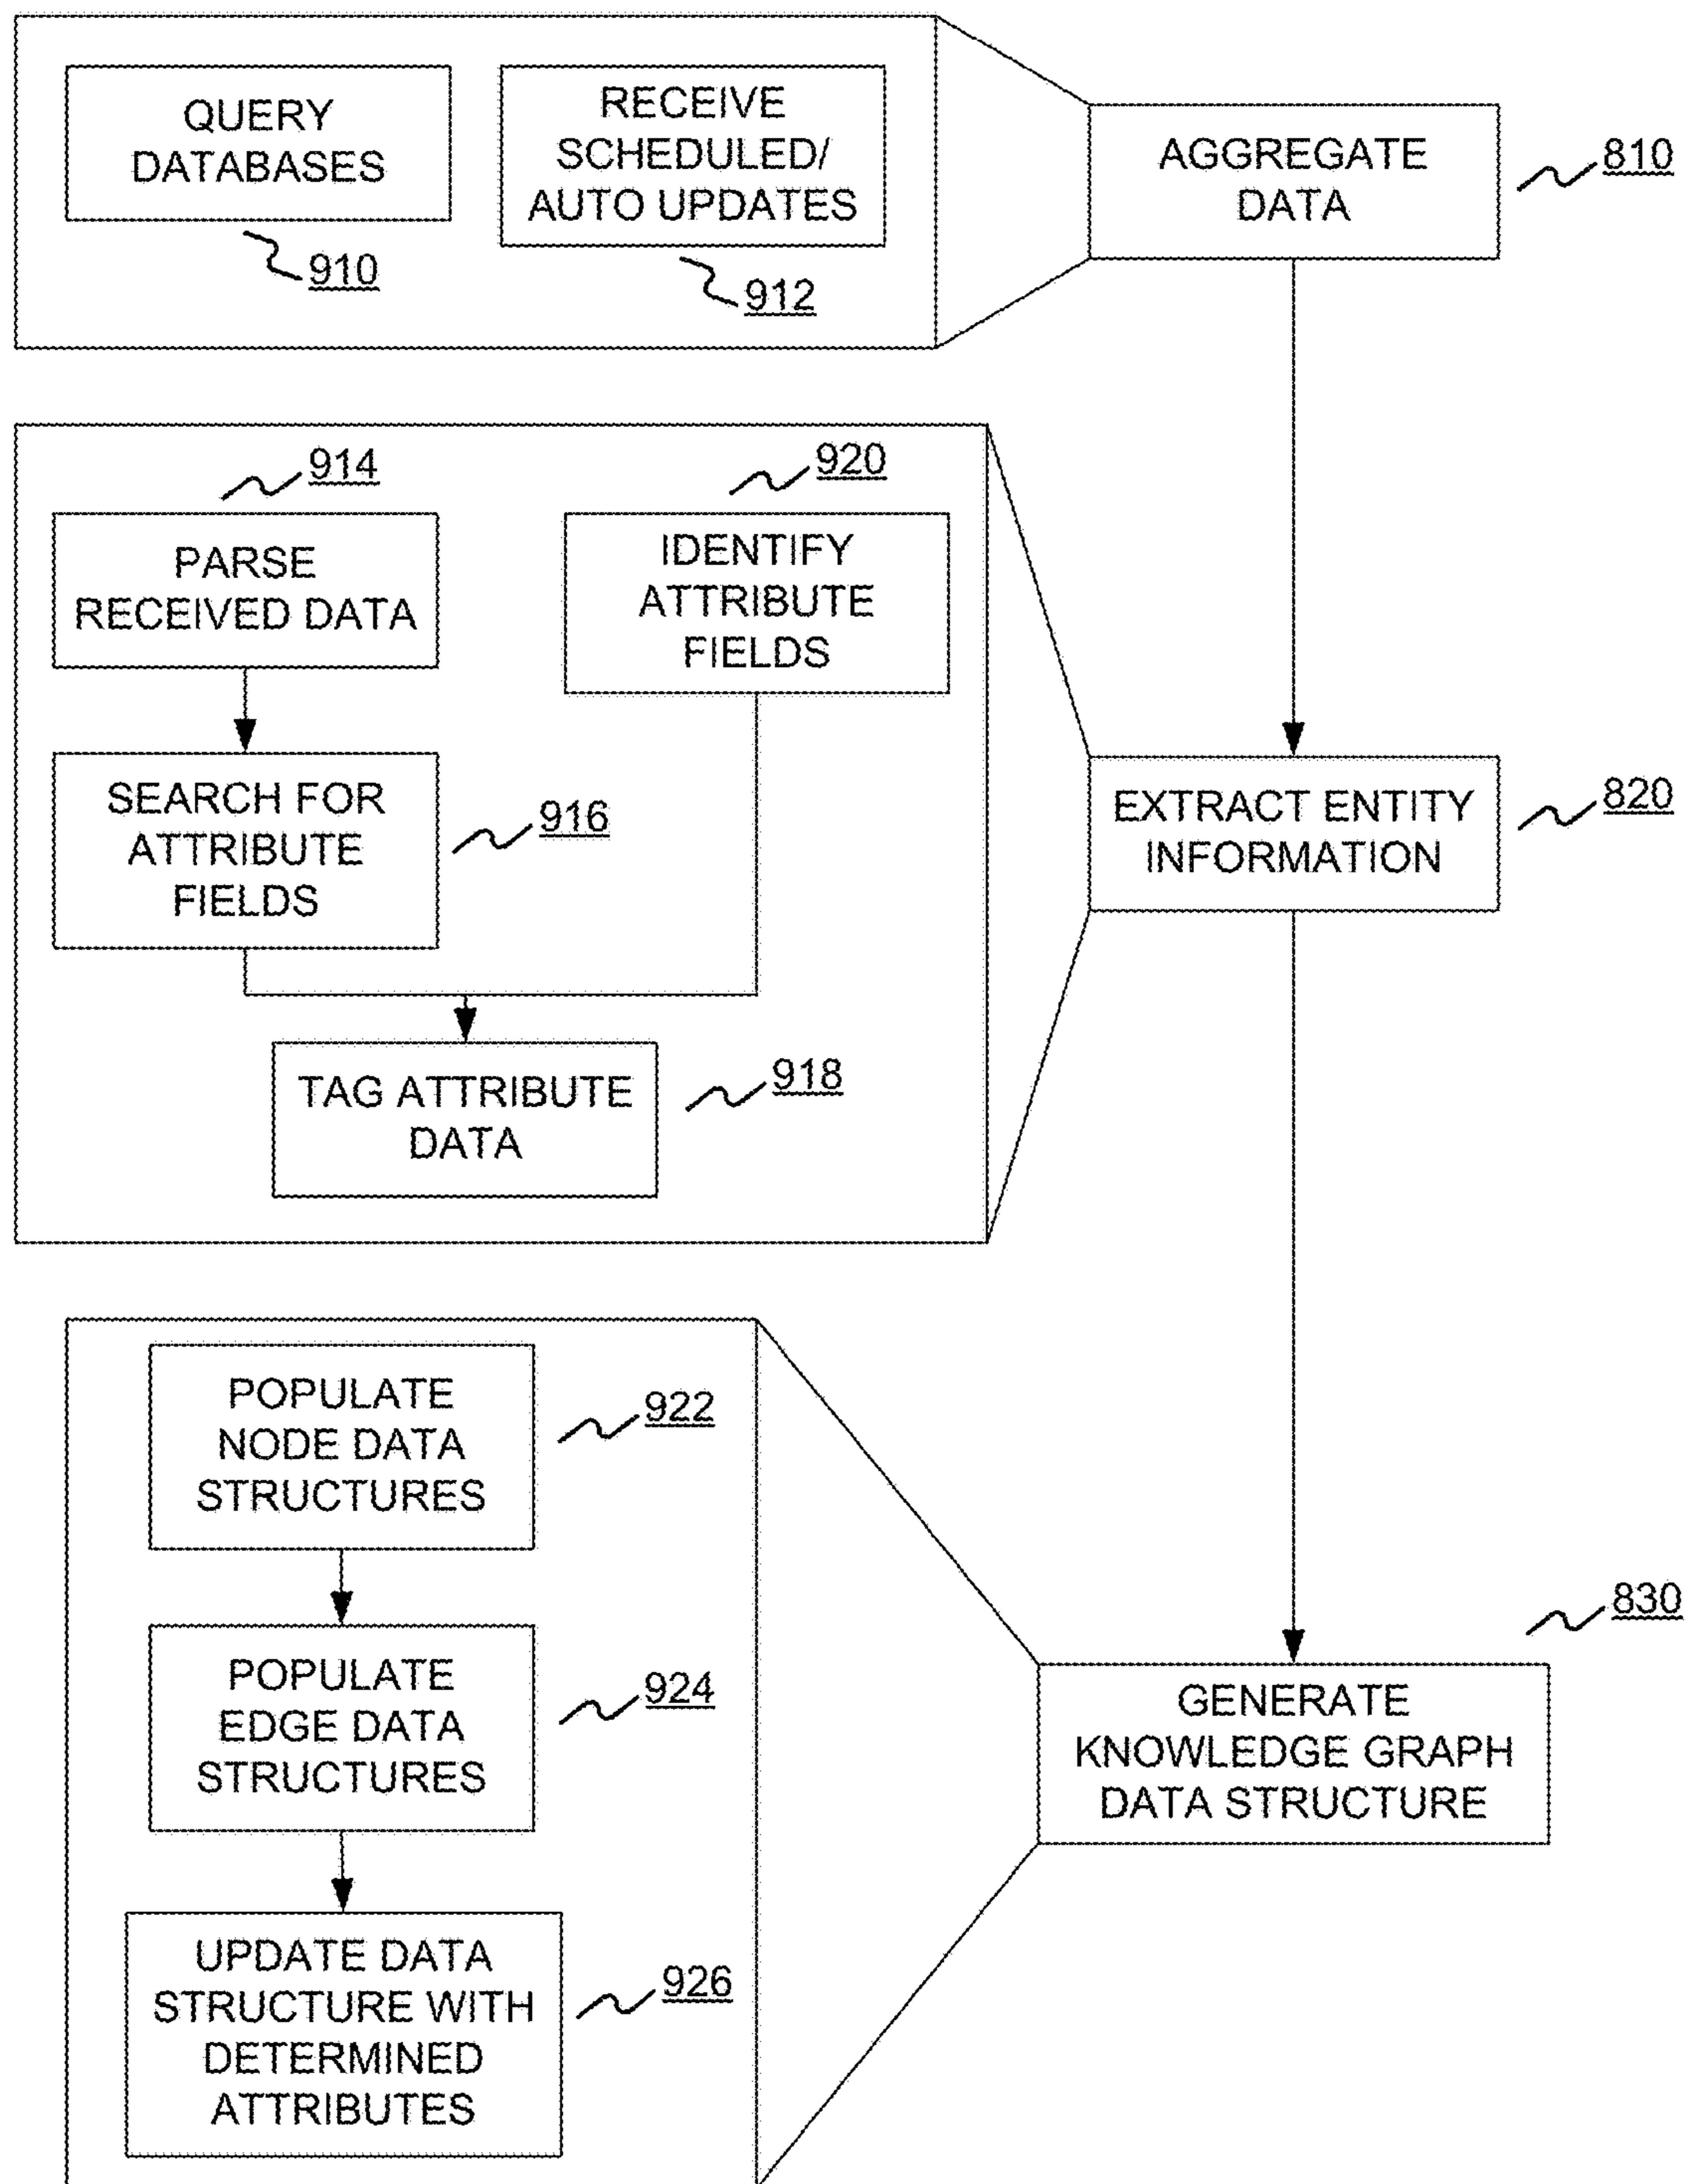 QUERY
DATABASES
910
RECEIVE
SCHEDULED/
AUTO UPDATES
912
AGGREGATE
DATA
810
914
PARSE
RECEIVED DATA
920
IDENTIFY
ATTRIBUTE
FIELDS
SEARCH FOR
ATTRIBUTE
FIELDS
916
TAG ATTRIBUTE
DATA
918
EXTRACT ENTITY
INFORMATION
820
POPULATE
NODE DATA
STRUCTURES
922
POPULATE
EDGE DATA
STRUCTURES
924
UPDATE DATA
STRUCTURE WITH
DETERMINED
ATTRIBUTES
926
830
GENERATE
KNOWLEDGE GRAPH
DATA STRUCTURE